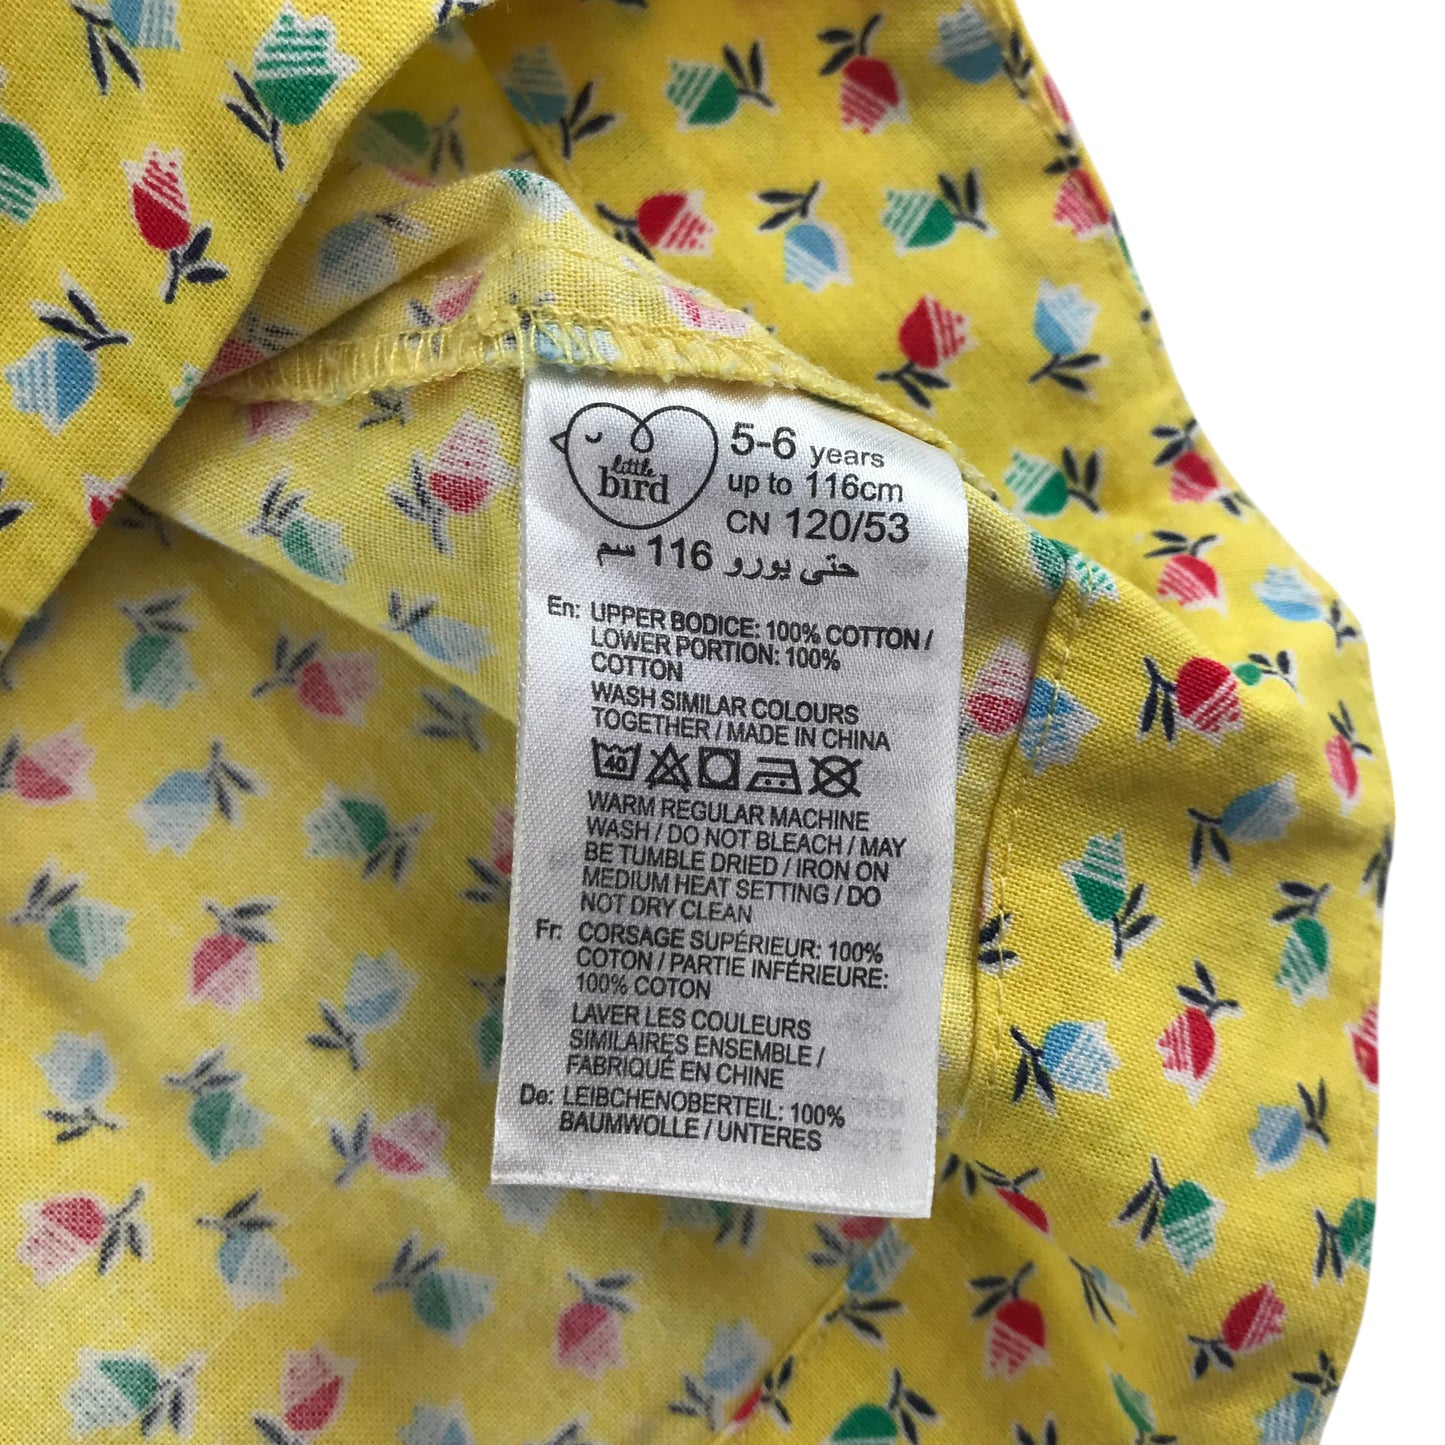 little
bird
5-6 years
up to 116cm
CN 120/53
حتى يورو 116 سم
En: UPPER BODICE: 100% COTTON /
LOWER PORTION: 100%
COTTON
WASH SIMILAR COLOURS
TOGETHER / MADE IN CHINA
40
WARM REGULAR MACHINE
WASH / DO NOT BLEACH / MAY
BE TUMBLE DRIED / IRON ON
MEDIUM HEAT SETTING / DO
NOT DRY CLEAN
Fr: CORSAGE SUPÉRIEUR: 100%
COTON / PARTIE INFÉRIEURE:
100% COTON
LAVER LES COULEURS
SIMILAIRES ENSEMBLE /
FABRIQUÉ EN CHINE
De: LEIBCHENOBERTEIL: 100%
BAUMWOLLE / UNTERES